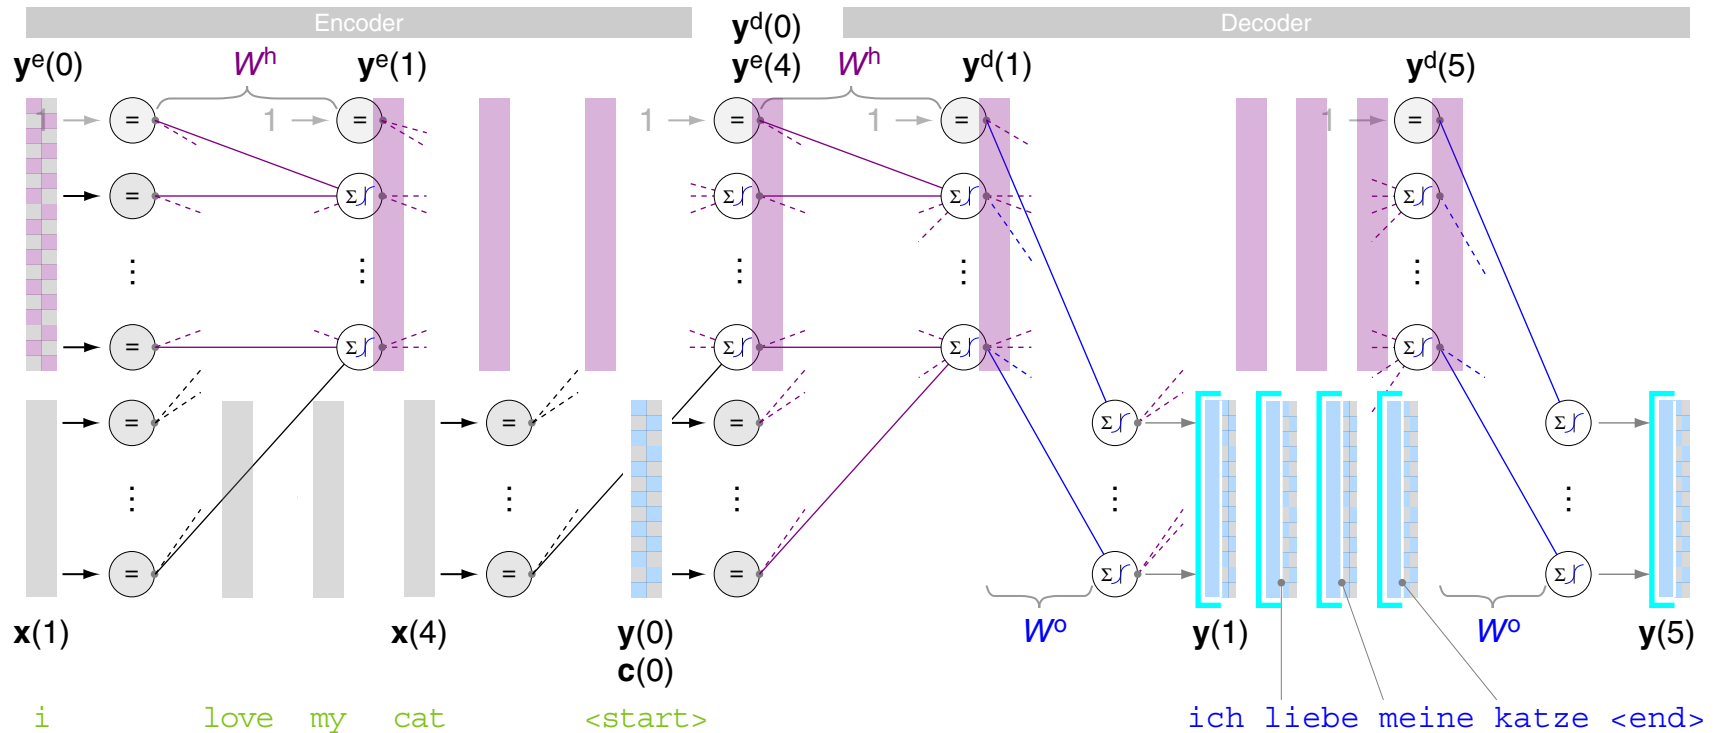 Encoder
Decoder
yᵈ(0)
yᵉ(0) Wʰ yᵉ(1) yᵉ(4) Wʰ yᵈ(1) yᵈ(5)
1 = 1 = 1 = 1 = 1 =
= Σ Σ Σ Σ
⋮ ⋮ ⋮ ⋮ ⋮
= Σ Σ Σ Σ
= = = Σ Σ
⋮ ⋮ ⋮ ⋮ ⋮
= = = Σ Σ
x(1) x(4) y(0) Wᵒ y(1) Wᵒ y(5)
c(0)
i love my cat <start> ich liebe meine katze <end>